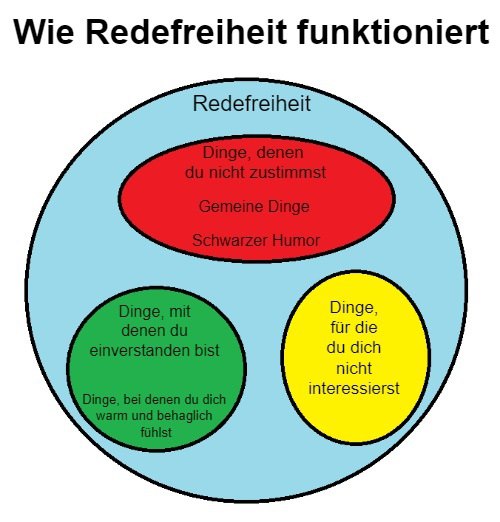 Wie Redefreiheit funktioniert
Redefreiheit
Dinge, denen
du nicht zustimmst
Gemeine Dinge
Schwarzer Humor
Dinge, mit
denen du
einverstanden bist
Dinge, bei denen du dich
warm und behaglich
fühlst
Dinge,
für die
du dich
nicht
interessierst